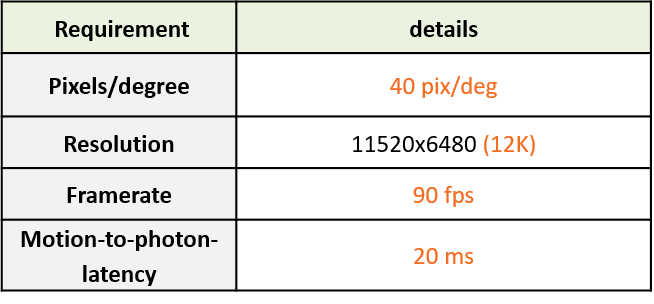 Requirement details
Pixels/degree 40 pix/deg
Resolution 11520x6480 (12K)
Framerate 90 fps
Motion-to-photon-
latency 20 ms